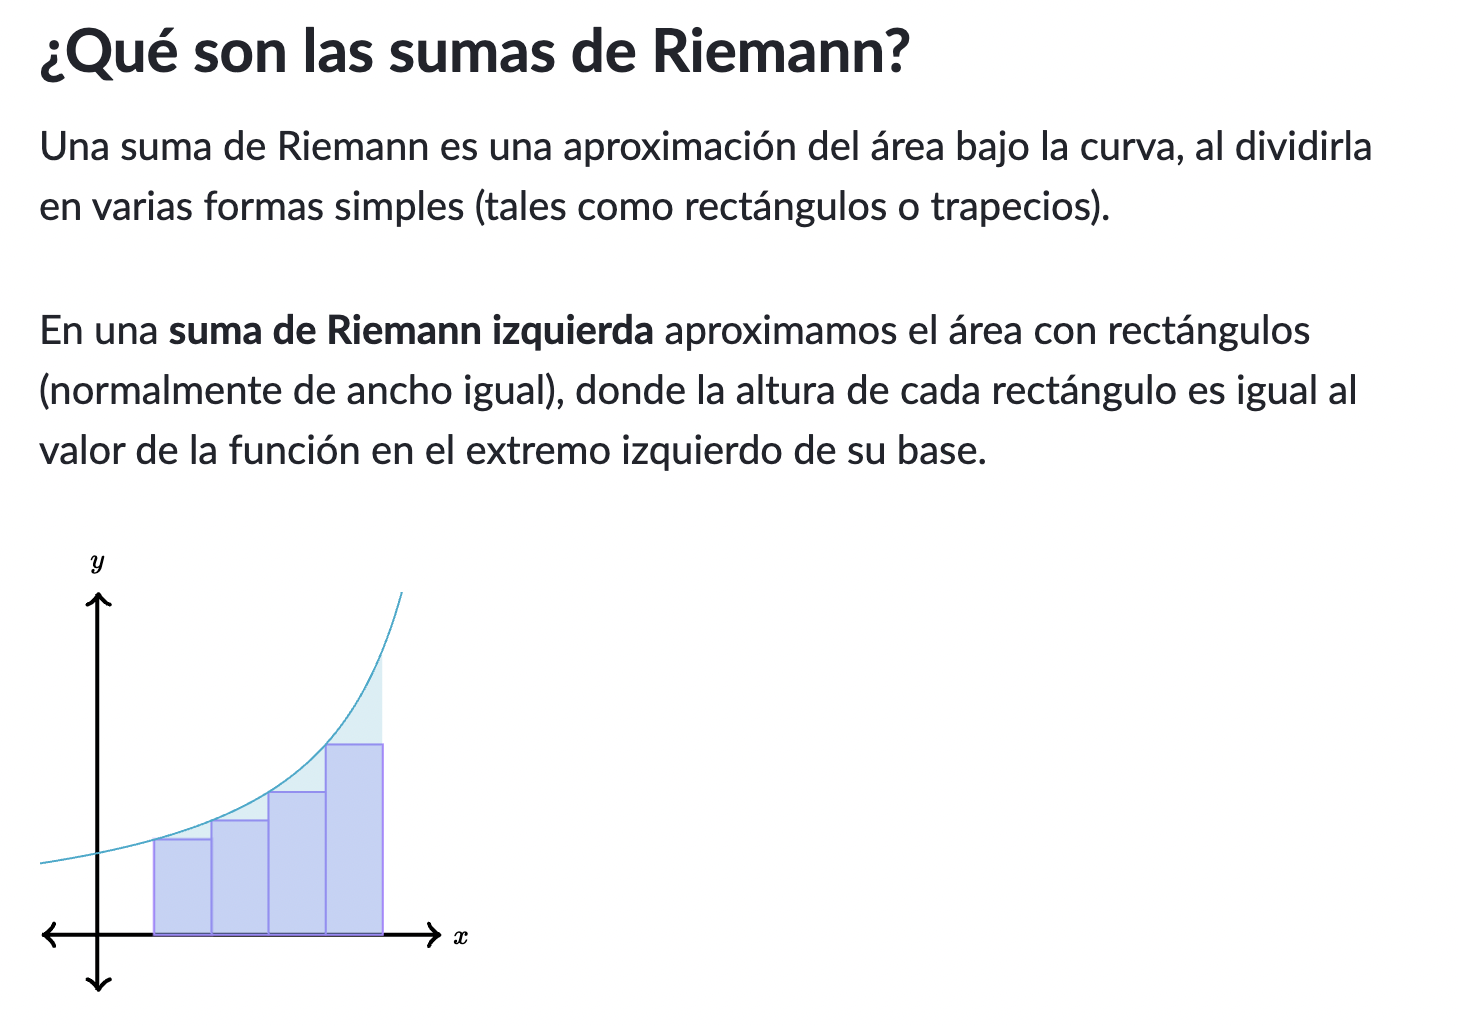 ¿Qué son las sumas de Riemann?
Una suma de Riemann es una aproximación del área bajo la curva, al dividirla
en varias formas simples (tales como rectángulos o trapecios).
En una suma de Riemann izquierda aproximamos el área con rectángulos
(normalmente de ancho igual), donde la altura de cada rectángulo es igual al
valor de la función en el extremo izquierdo de su base.
y
x